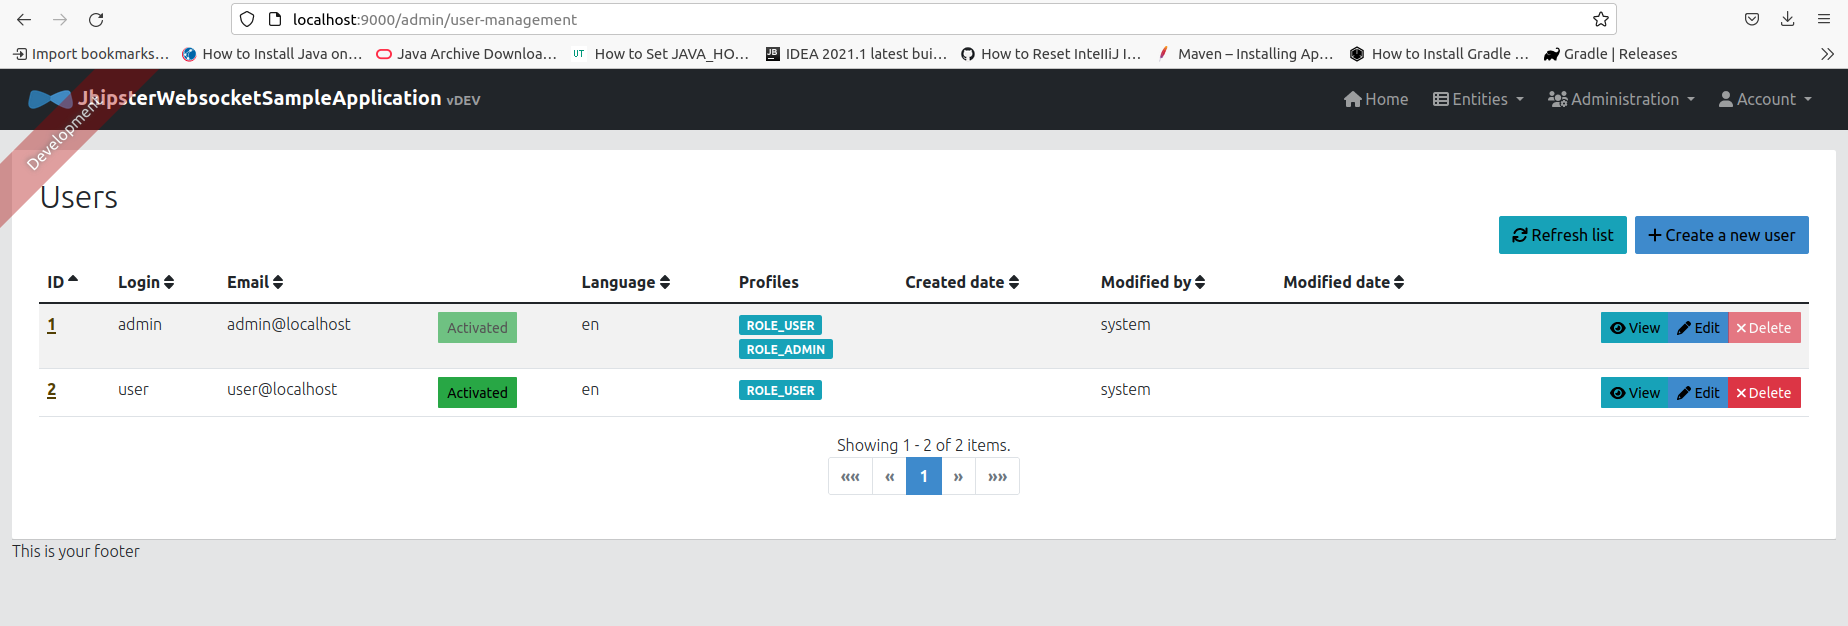 localhost:9000/admin/user-management
Import bookmarks... How to Install Java on... Java Archive Downloa... UT How to Set JAVA_HO... JB IDEA 2021.1 latest bui... How to Reset IntelliJ I... Maven – Installing Ap... How to Install Gradle ... Gradle | Releases
JhipsterWebsocketSampleApplication vDEV Home Entities Administration Account
Development
Users
Refresh list + Create a new user
ID Login Email Language Profiles Created date Modified by Modified date
1 admin admin@localhost Activated en ROLE_USER system View Edit Delete
ROLE_ADMIN
2 user user@localhost Activated en ROLE_USER system View Edit Delete
Showing 1 - 2 of 2 items.
«« « 1 » »»
This is your footer